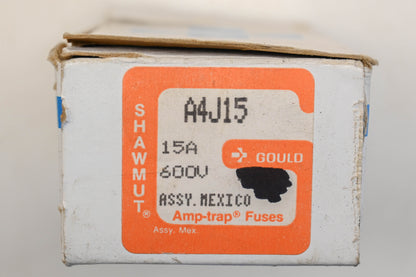 SHAWMUT®
A4J15
15A
GOULD
600V
ASSY.MEXICO
Amp-trap® Fuses
Assy. Mex.